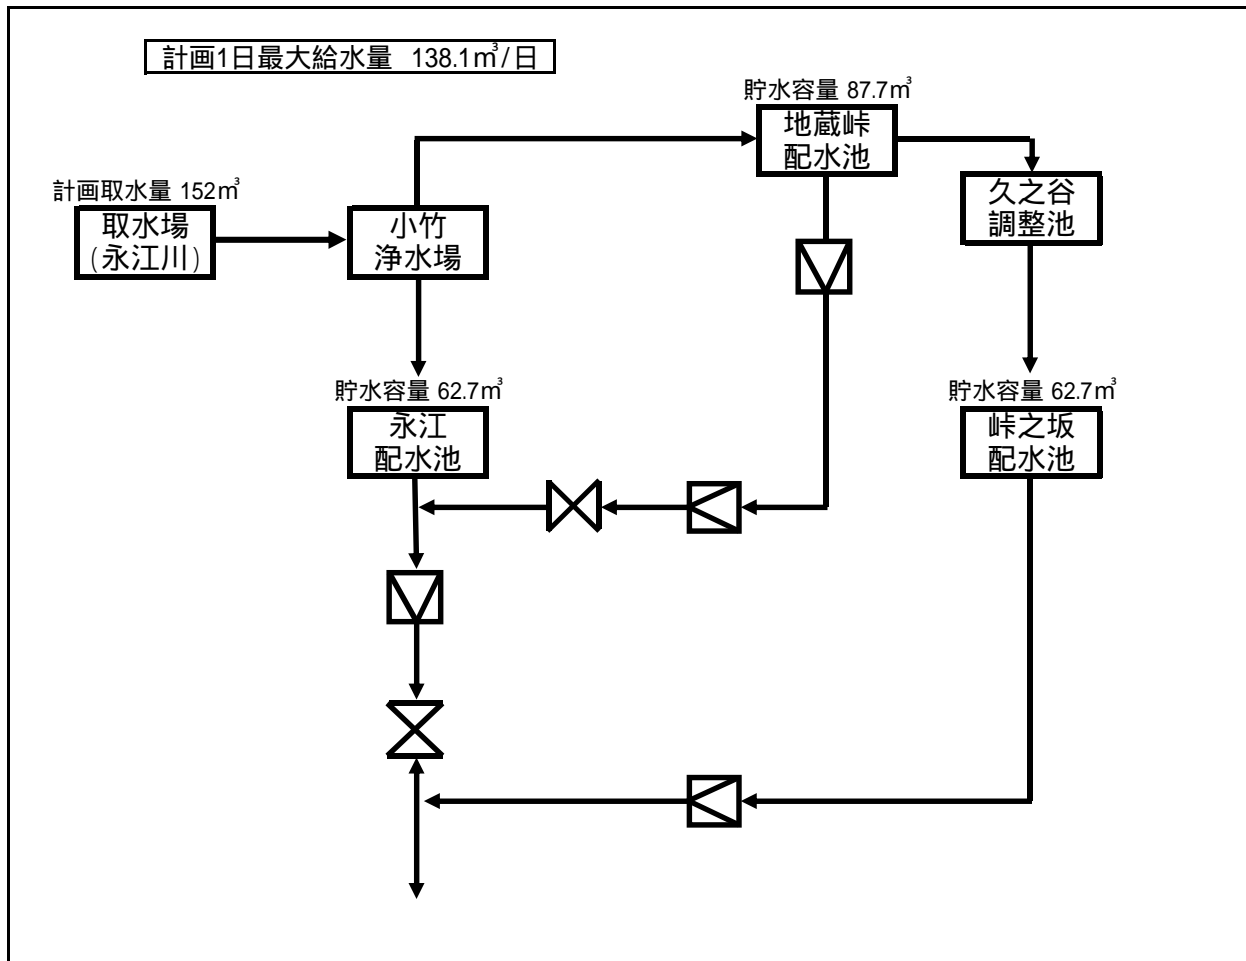 計画1日最大給水量 138.1㎥/日
貯水容量 87.7㎥
地蔵峠
配水池
計画取水量 152㎥
取水場
(永江川)
小竹
浄水場
久之谷
調整池
貯水容量 62.7㎥
永江
配水池
貯水容量 62.7㎥
峠之坂
配水池